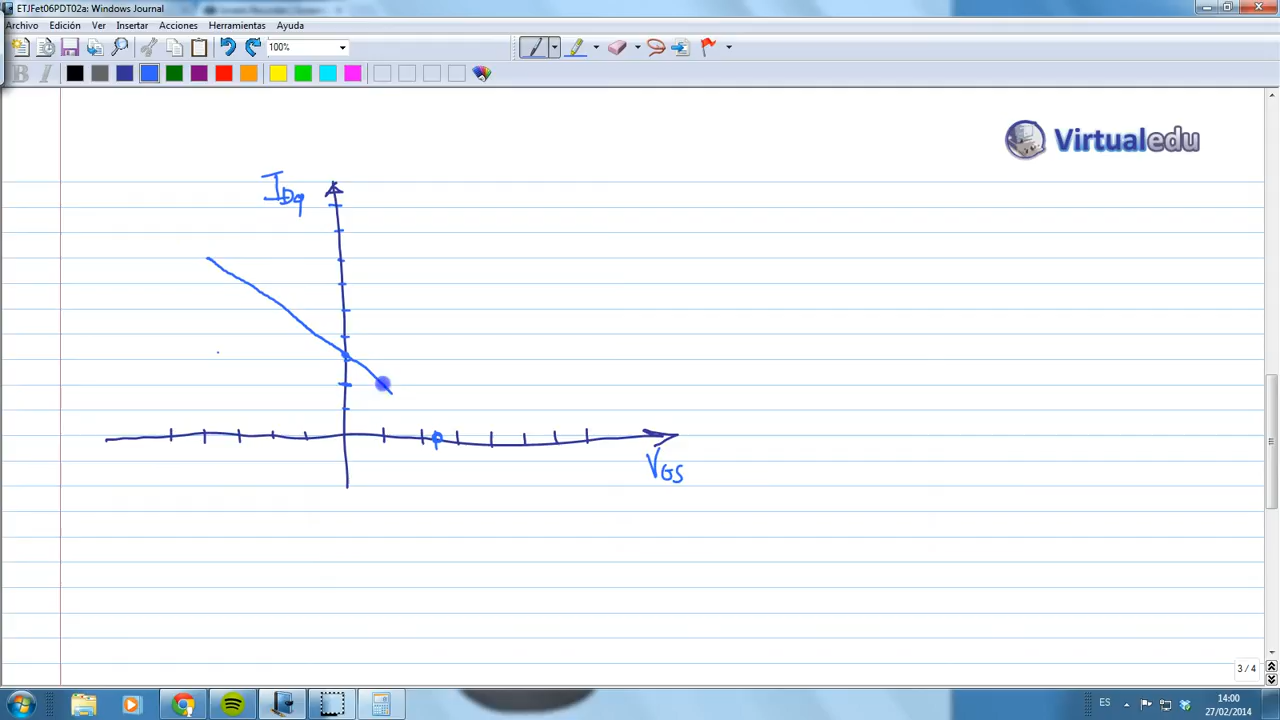 ETJFet06PDT02a: Windows Journal
Archivo Edición Ver Insertar Acciones Herramientas Ayuda
100%
B I
Virtualedu
IDq
VGS
3 / 4
ES
14:00
27/02/2014